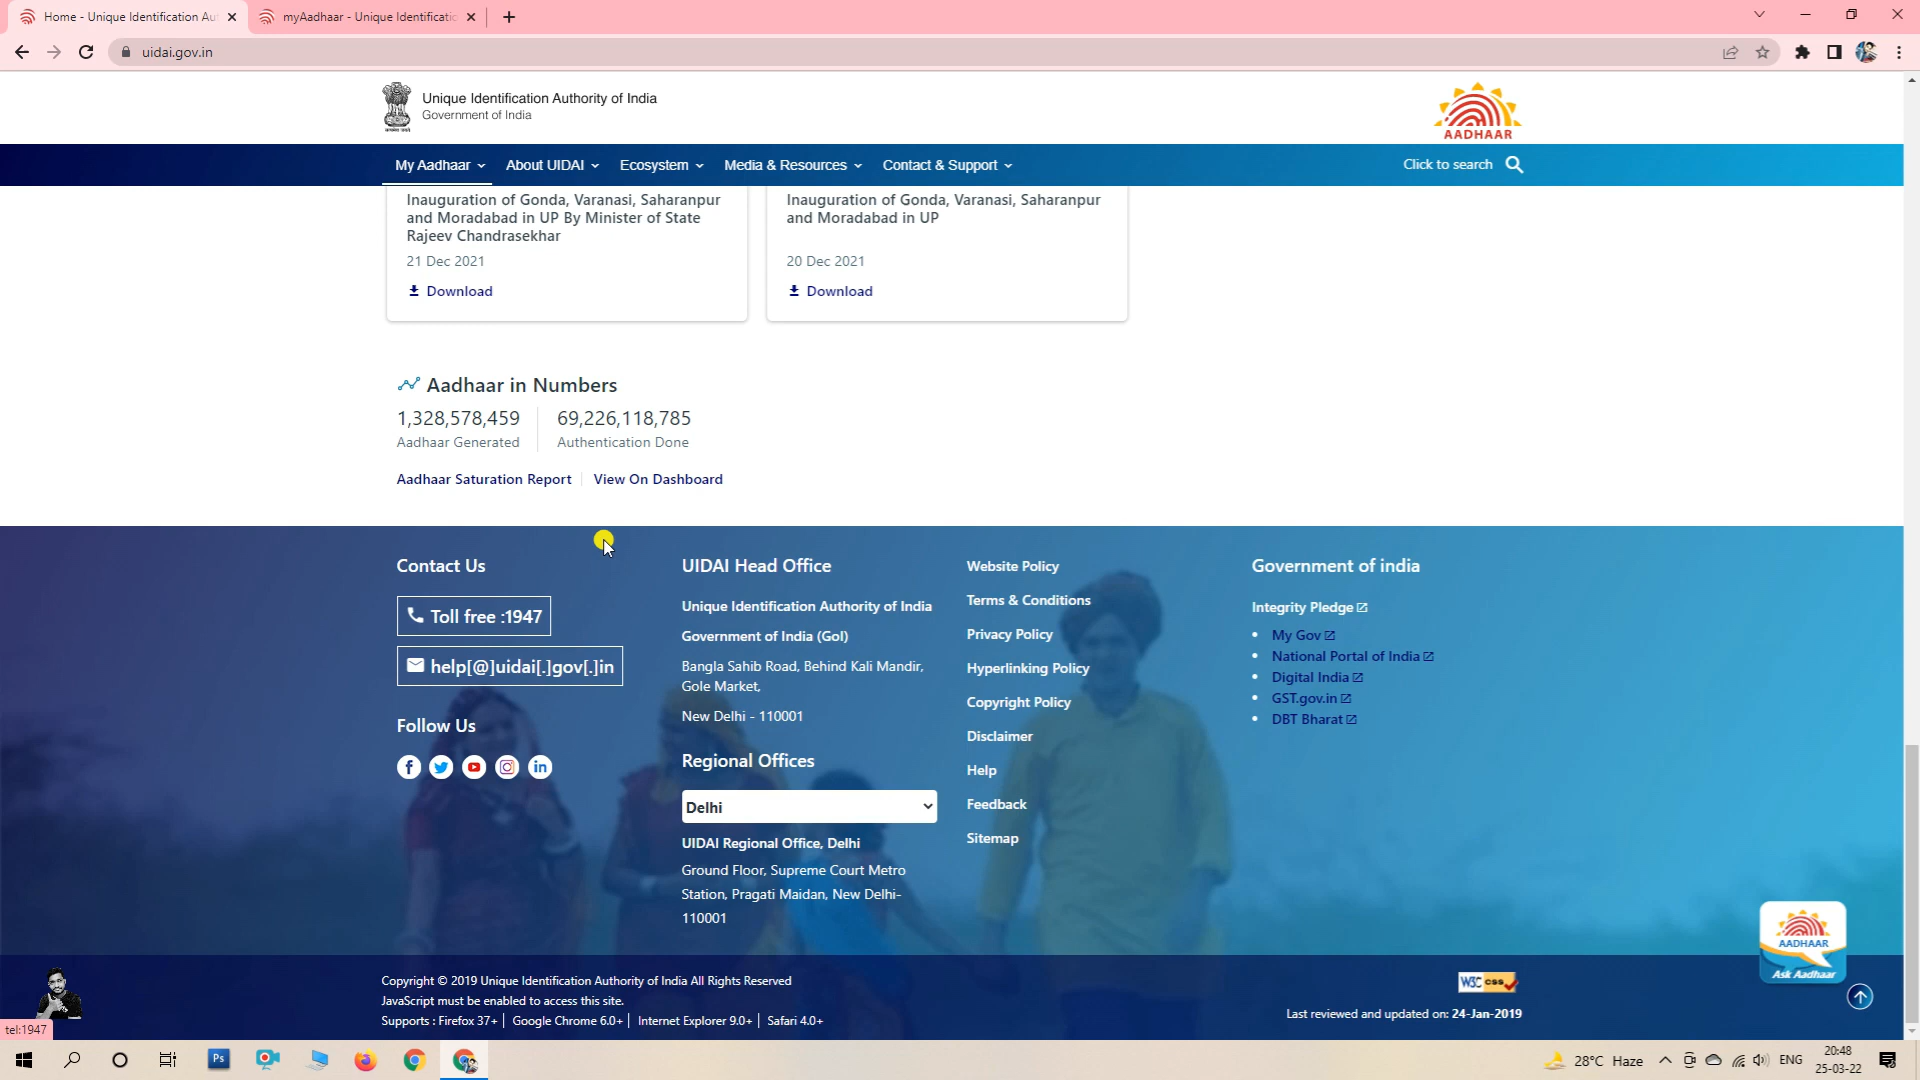 Home - Unique Identification Au
myAadhaar - Unique Identificatio
uidai.gov.in
Unique Identification Authority of India
Government of India
AADHAAR
My Aadhaar
About UIDAI
Ecosystem
Media & Resources
Contact & Support
Click to search
Inauguration of Gonda, Varanasi, Saharanpur
and Moradabad in UP By Minister of State
Rajeev Chandrasekhar
21 Dec 2021
Download
Inauguration of Gonda, Varanasi, Saharanpur
and Moradabad in UP
20 Dec 2021
Download
Aadhaar in Numbers
1,328,578,459
Aadhaar Generated
69,226,118,785
Authentication Done
Aadhaar Saturation Report
View On Dashboard
Contact Us
Toll free :1947
help[@]uidai[.]gov[.]in
Follow Us
UIDAI Head Office
Unique Identification Authority of India
Government of India (GoI)
Bangla Sahib Road, Behind Kali Mandir,
Gole Market,
New Delhi - 110001
Regional Offices
Delhi
UIDAI Regional Office, Delhi
Ground Floor, Supreme Court Metro
Station, Pragati Maidan, New Delhi-
110001
Website Policy
Terms & Conditions
Privacy Policy
Hyperlinking Policy
Copyright Policy
Disclaimer
Help
Feedback
Sitemap
Government of india
Integrity Pledge
My Gov
National Portal of India
Digital India
GST.gov.in
DBT Bharat
AADHAAR
Ask Aadhaar
Copyright © 2019 Unique Identification Authority of India All Rights Reserved
JavaScript must be enabled to access this site.
Supports : Firefox 37+ | Google Chrome 6.0+ | Internet Explorer 9.0+ | Safari 4.0+
W3C css
Last reviewed and updated on: 24-Jan-2019
tel:1947
Ps
28°C Haze
ENG
20:48
25-03-22